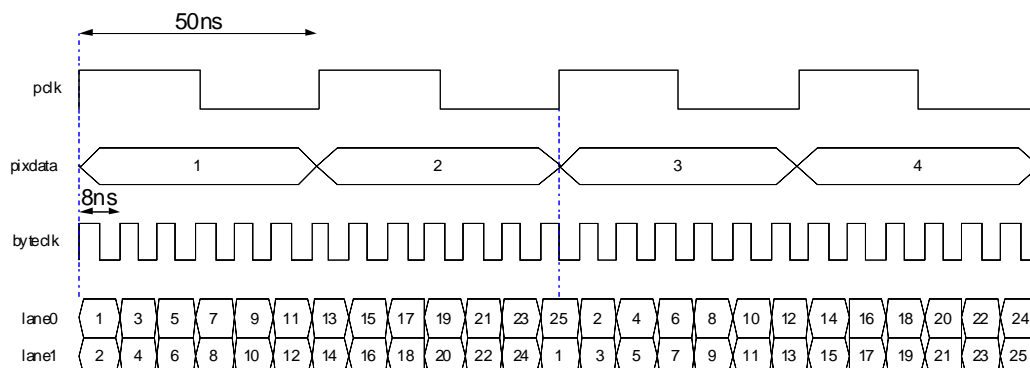 50ns
pclk
pixdata 1 2 3 4
8ns
byteclk
lane0 1 3 5 7 9 11 13 15 17 19 21 23 25 2 4 6 8 10 12 14 16 18 20 22 24
lane1 2 4 6 8 10 12 14 16 18 20 22 24 1 3 5 7 9 11 13 15 17 19 21 23 25